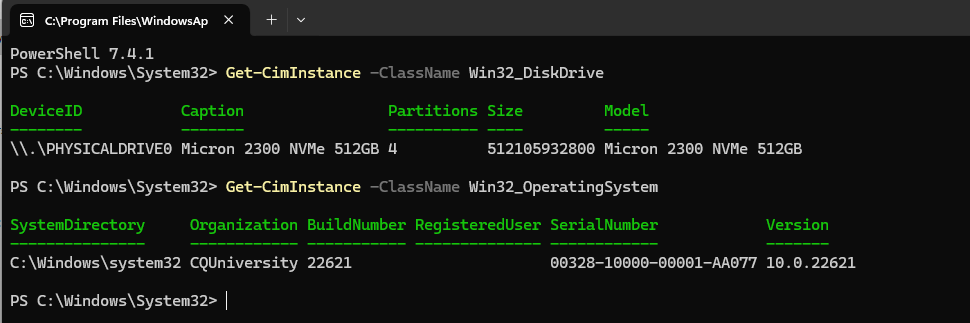 C:\Program Files\WindowsAp
PowerShell 7.4.1
PS C:\Windows\System32> Get-CimInstance -ClassName Win32_DiskDrive
DeviceID Caption Partitions Size Model
-------- ------- ---------- ---- -----
\\.\PHYSICALDRIVE0 Micron 2300 NVMe 512GB 4 512105932800 Micron 2300 NVMe 512GB
PS C:\Windows\System32> Get-CimInstance -ClassName Win32_OperatingSystem
SystemDirectory Organization BuildNumber RegisteredUser SerialNumber Version
--------------- ------------ ----------- -------------- ------------ -------
C:\Windows\system32 CQUniversity 22621 00328-10000-00001-AA077 10.0.22621
PS C:\Windows\System32>